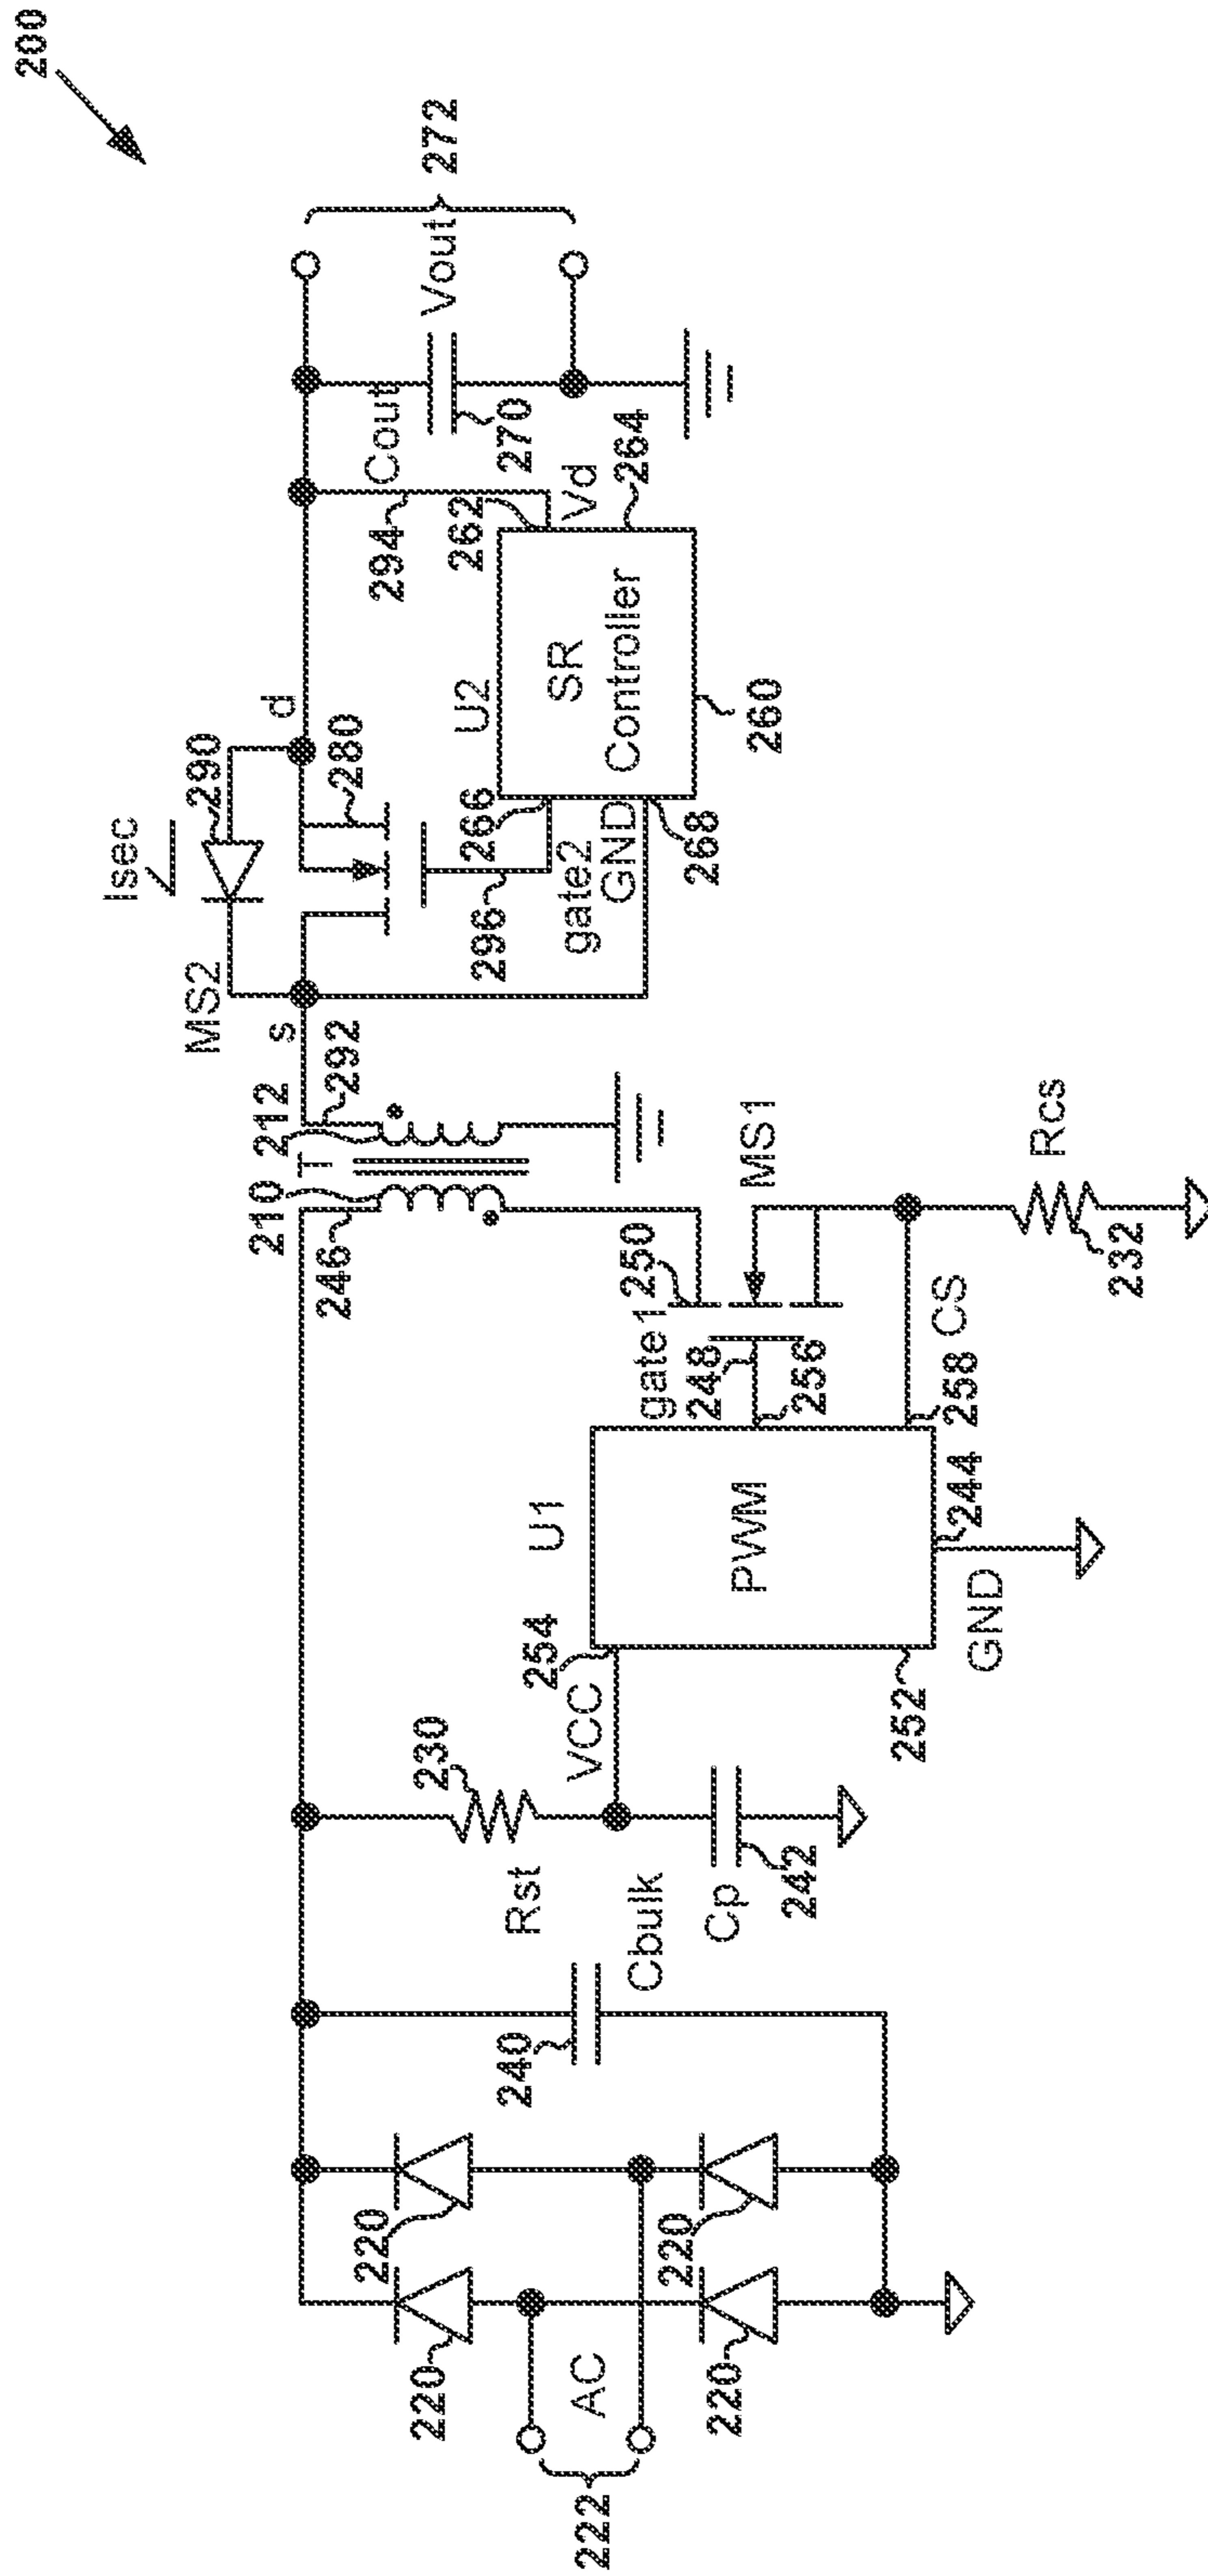 200
Isec
MS2
290
d
s
292
280
210
T
212
246
294
Cout
262
Vd
270
Vout
272
264
U2
SR
Controller
260
266
296
gate2
GND
268
230
VCC
Rst
Cbulk
240
Cp
242
254
U1
PWM
252
GND
244
gate1
250
248
256
MS1
258
CS
Rcs
232
220
220
220
220
AC
222